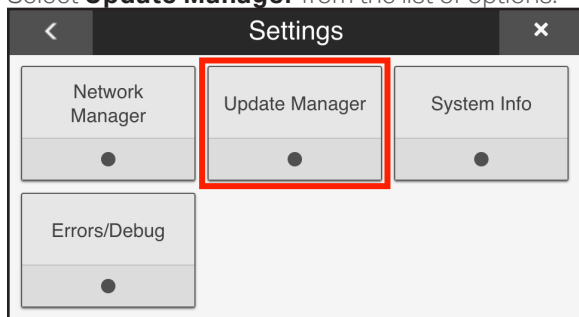 Select Update Manager from the list of options.
Settings
Network
Manager
Update Manager
System Info
Errors/Debug